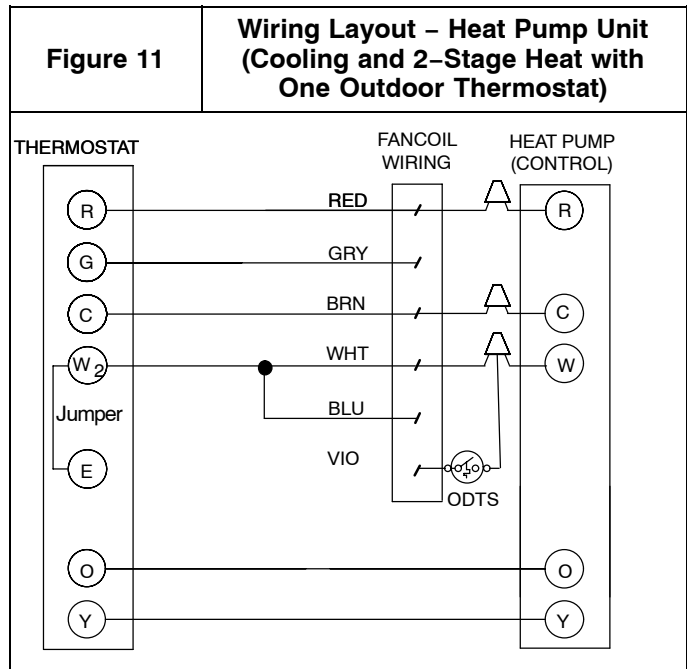 Figure 11
Wiring Layout – Heat Pump Unit
(Cooling and 2–Stage Heat with
One Outdoor Thermostat)
THERMOSTAT
FANCOIL
WIRING
HEAT PUMP
(CONTROL)
R
RED
R
G
GRY
C
BRN
C
W2
WHT
W
Jumper
BLU
E
VIO
ODTS
O
O
Y
Y